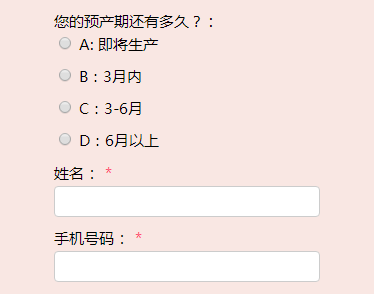 您的预产期还有多久？：
A: 即将生产
B：3月内
C：3-6月
D：6月以上
姓名： *
手机号码： *